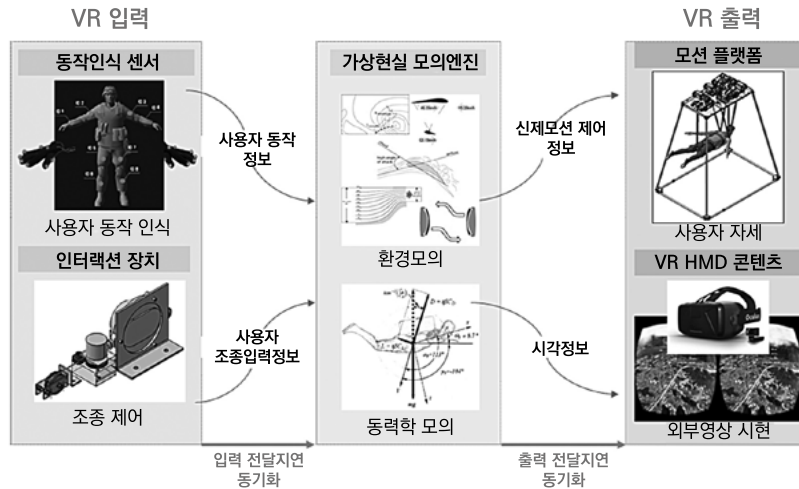 VR 입력
VR 출력
동작인식 센서
사용자 동작 인식
인터랙션 장치
조종 제어
사용자 동작
정보
사용자
조종입력정보
입력 전달지연
동기화
가상현실 모의엔진
환경모의
동력학 모의
신제모션 제어
정보
시각정보
출력 전달지연
동기화
모션 플랫폼
사용자 자세
VR HMD 콘텐츠
외부영상 시현